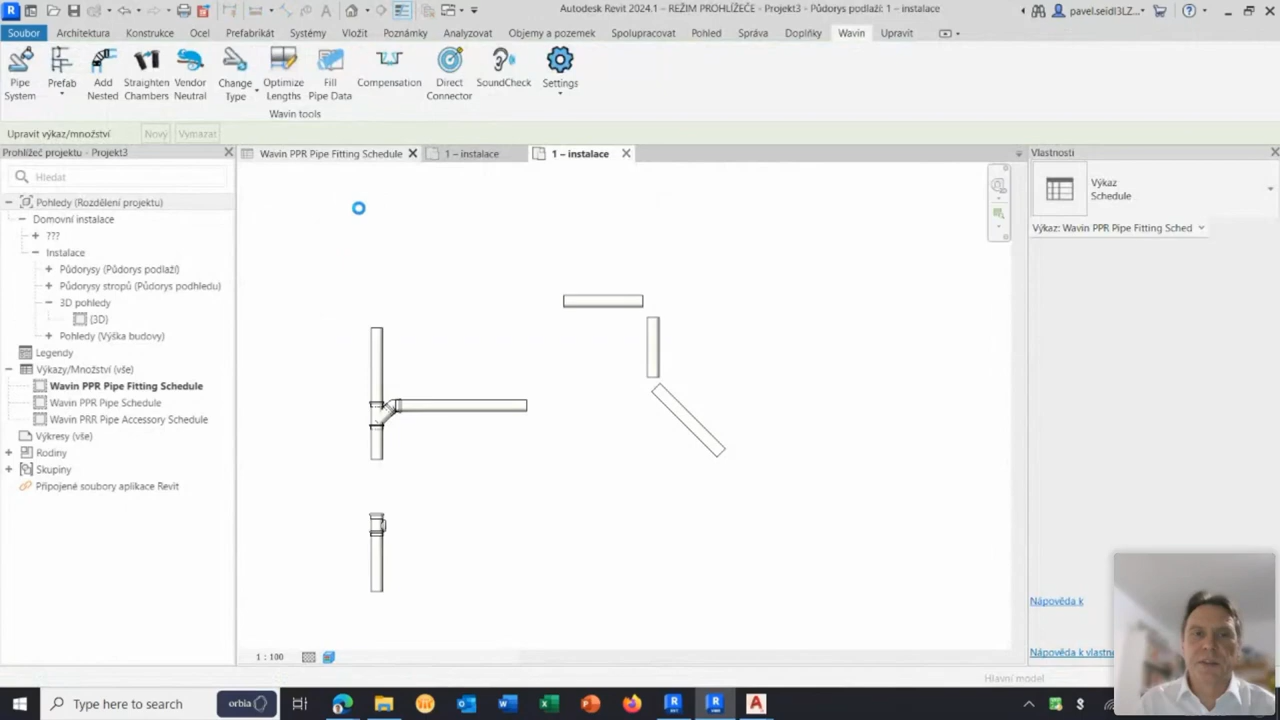 Autodesk Revit 2024.1 - REŽIM PROHLÍŽEČE - Projekt3 - Půdorys podlaží: 1 – instalace
pavel.seidl3LZ...
Soubor Architektura Konstrukce Ocel Prefabrikát Systémy Vložit Poznámky Analyzovat Objemy a pozemek Spolupracovat Pohled Správa Doplňky Wavin Upravit
Pipe System
Prefab
Add Nested
Straighten Chambers
Vendor Neutral
Change Type
Optimize Lengths
Fill Pipe Data
Compensation
Direct Connector
SoundCheck
Settings
Wavin tools
Upravit výkaz/množství Nový Vymazat
Prohlížeč projektu - Projekt3
Wavin PPR Pipe Fitting Schedule
1 – instalace
1 – instalace
Vlastnosti
Hledat
Výkaz
Schedule
Výkaz: Wavin PPR Pipe Fitting Sched
Pohledy (Rozdělení projektu)
Domovní instalace
???
Instalace
Půdorysy (Půdorys podlaží)
Půdorysy stropů (Půdorys podhledu)
3D pohledy
(3D)
Pohledy (Výška budovy)
Legendy
Výkazy/Množství (vše)
Wavin PPR Pipe Fitting Schedule
Wavin PPR Pipe Schedule
Wavin PRR Pipe Accessory Schedule
Výkresy (vše)
Rodiny
Skupiny
Připojené soubory aplikace Revit
Nápověda k
Nápověda k vlastn
1 : 100
Hlavní model
Type here to search
orbia